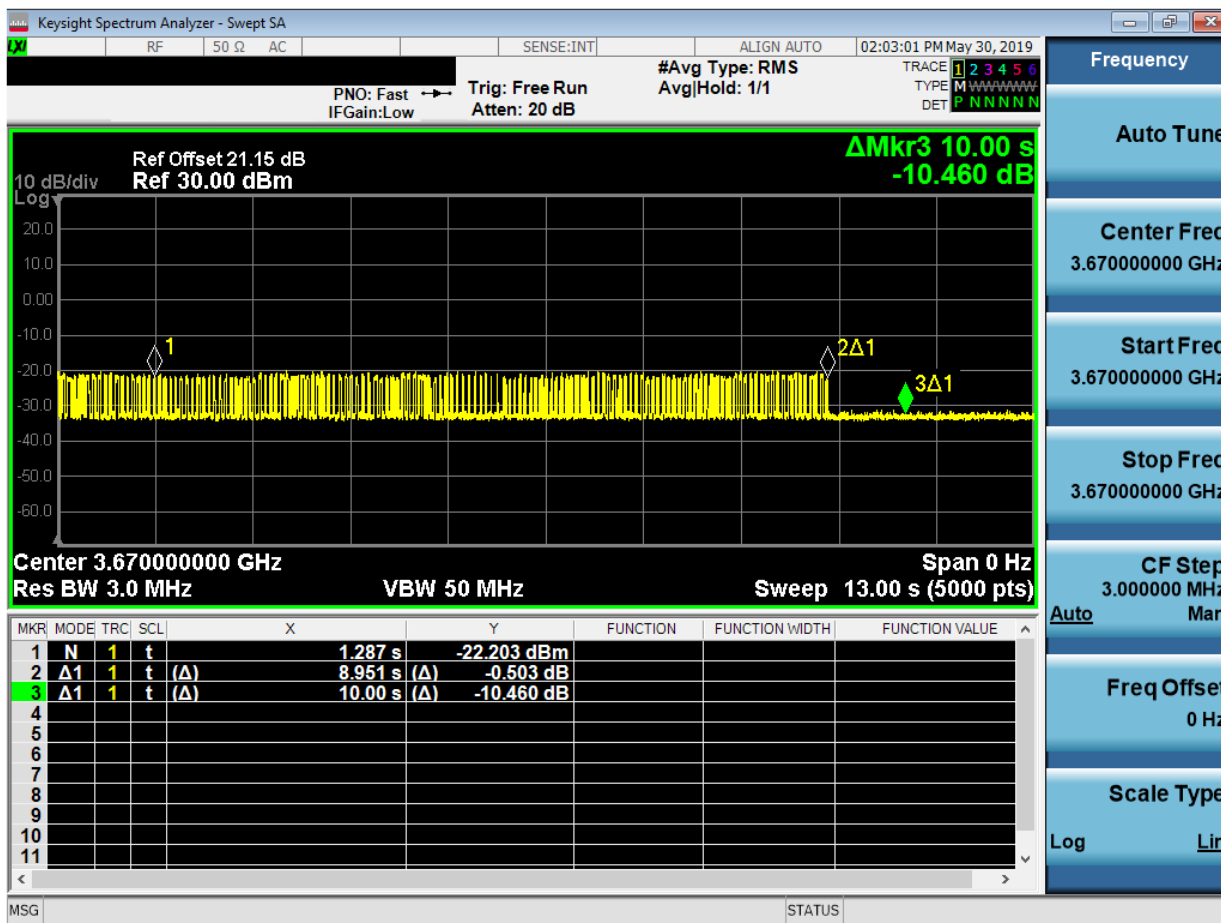 Keysight Spectrum Analyzer - Swept SA
LXI RF 50 Ω AC SENSE:INT ALIGN AUTO 02:03:01 PM May 30, 2019
PNO: Fast
IFGain:Low
Trig: Free Run
Atten: 20 dB
#Avg Type: RMS
Avg|Hold: 1/1
TRACE 1 2 3 4 5 6
TYPE M WWWWW
DET P N N N N N
Ref Offset 21.15 dB
Ref 30.00 dBm
10 dB/div
Log
ΔMkr3 10.00 s
-10.460 dB
20.0
10.0
0.00
-10.0
-20.0
-30.0
-40.0
-50.0
-60.0
1
2Δ1
3Δ1
Center 3.670000000 GHz Span 0 Hz
Res BW 3.0 MHz VBW 50 MHz Sweep 13.00 s (5000 pts)
MKR MODE TRC SCL X Y FUNCTION FUNCTION WIDTH FUNCTION VALUE
1 N 1 t 1.287 s -22.203 dBm
2 Δ1 1 t (Δ) 8.951 s (Δ) -0.503 dB
3 Δ1 1 t (Δ) 10.00 s (Δ) -10.460 dB
4
5
6
7
8
9
10
11
MSG STATUS
Frequency
Auto Tune
Center Freq
3.670000000 GHz
Start Freq
3.670000000 GHz
Stop Freq
3.670000000 GHz
CF Step
3.000000 MHz
Auto Man
Freq Offset
0 Hz
Scale Type
Log Lin